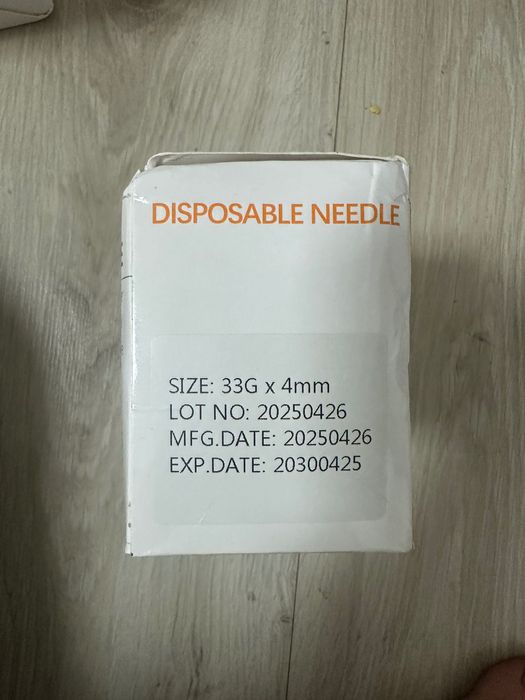 DISPOSABLE NEEDLE
SIZE: 33G x 4mm
LOT NO: 20250426
MFG.DATE: 20250426
EXP.DATE: 20300425